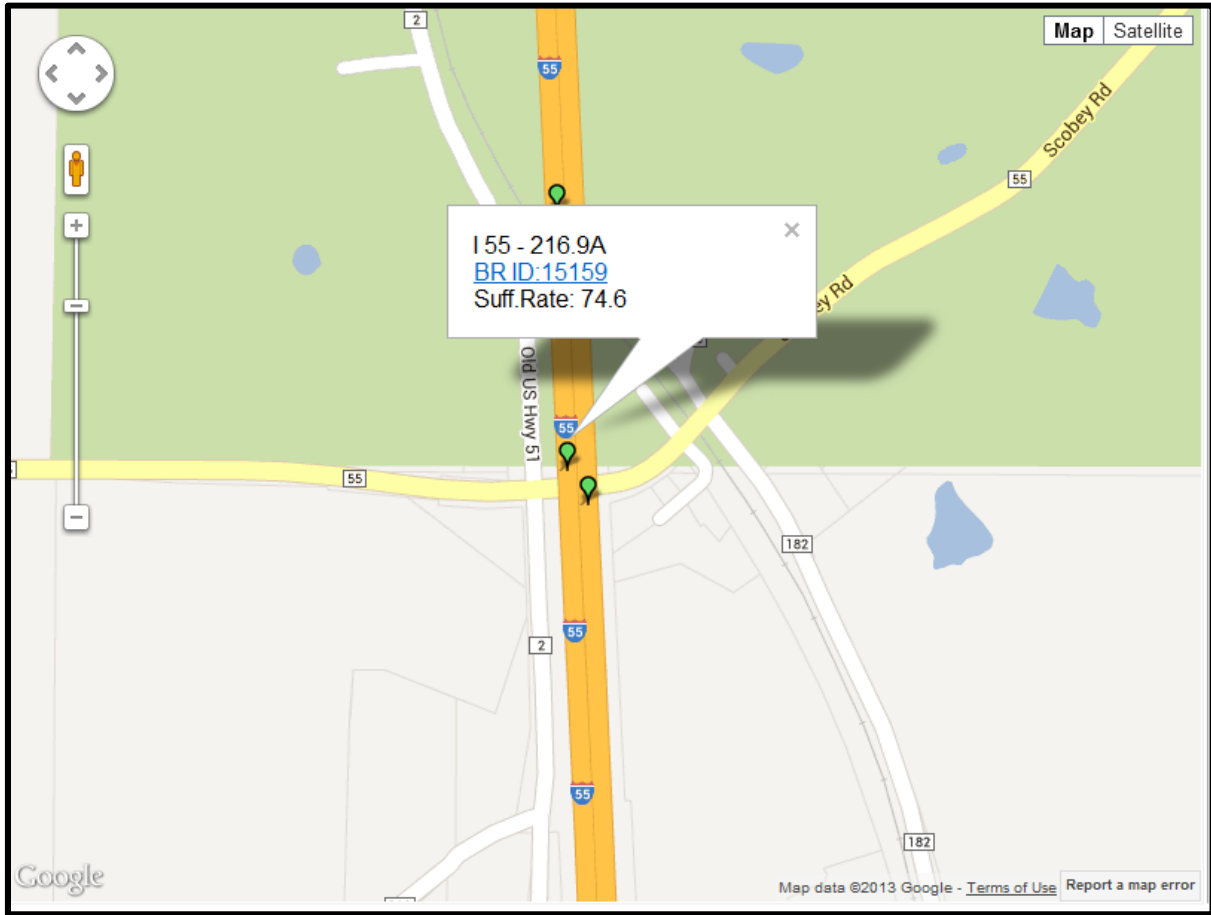 2
Map
Satellite
55
Scobey Rd
55
I 55 - 216.9A
BR ID:15159
Suff.Rate: 74.6
ey Rd
Old US Hwy 51
55
55
182
55
2
55
182
Google
Map data ©2013 Google - Terms of Use
Report a map error